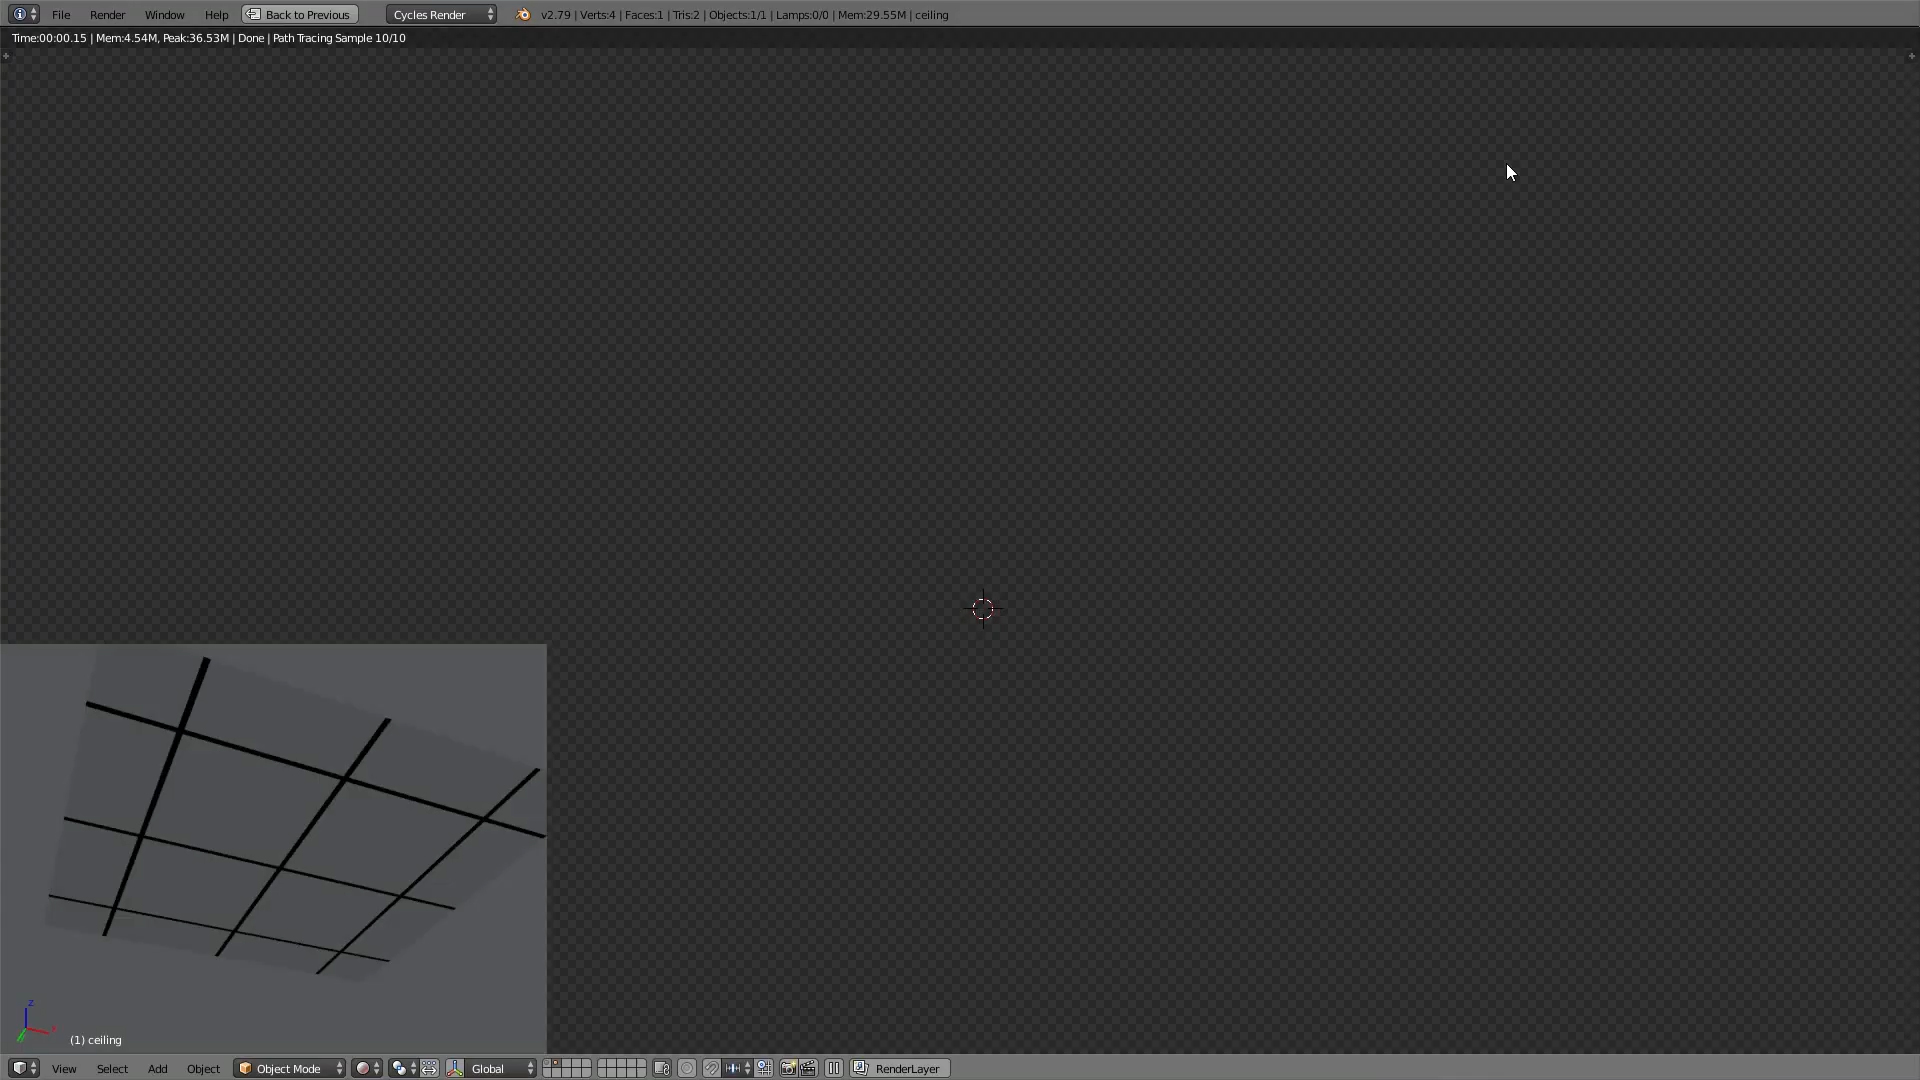 File Render Window Help Back to Previous Cycles Render v2.79 | Verts:4 | Faces:1 | Tris:2 | Objects:1/1 | Lamps:0/0 | Mem:29.55M | ceiling
Time:00:00.15 | Mem:4.54M, Peak:36.53M | Done | Path Tracing Sample 10/10
z
(1) ceiling
View Select Add Object Object Mode Global RenderLayer